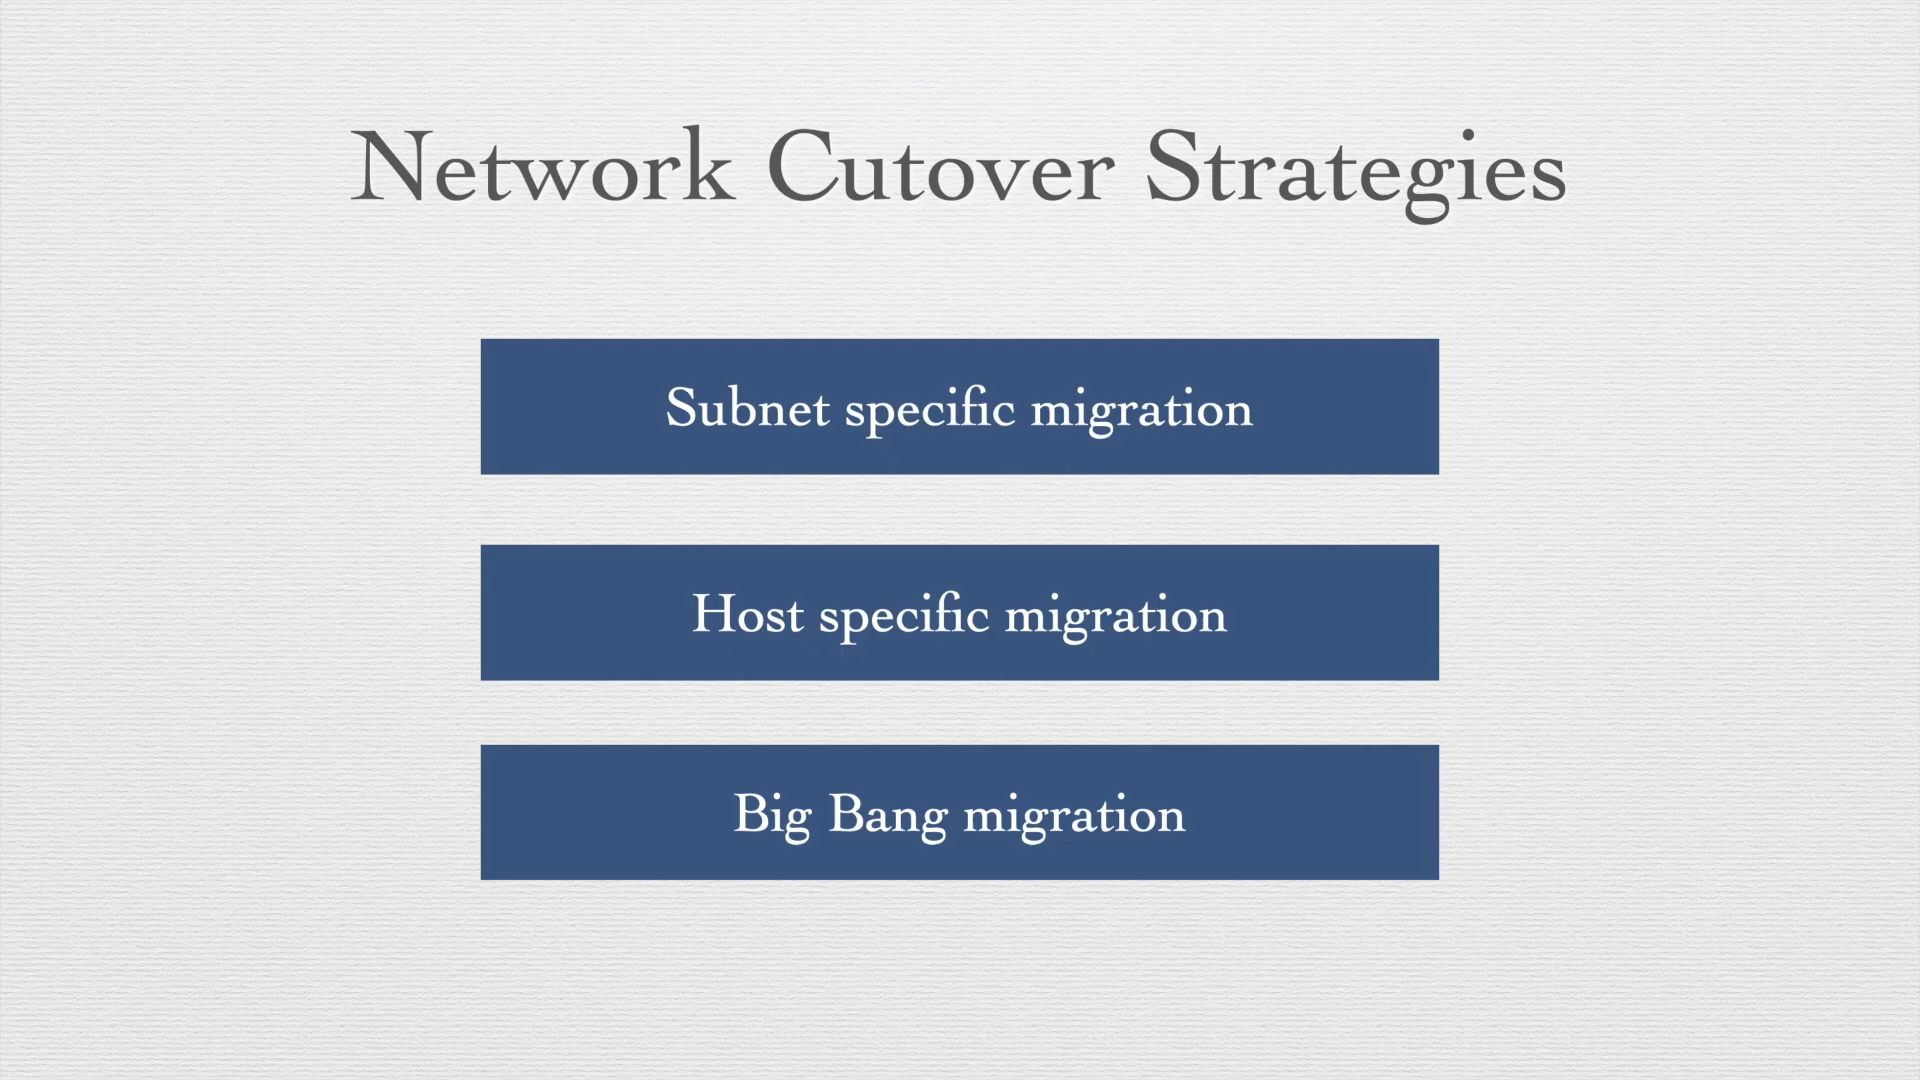 Network Cutover Strategies
Subnet specific migration
Host specific migration
Big Bang migration